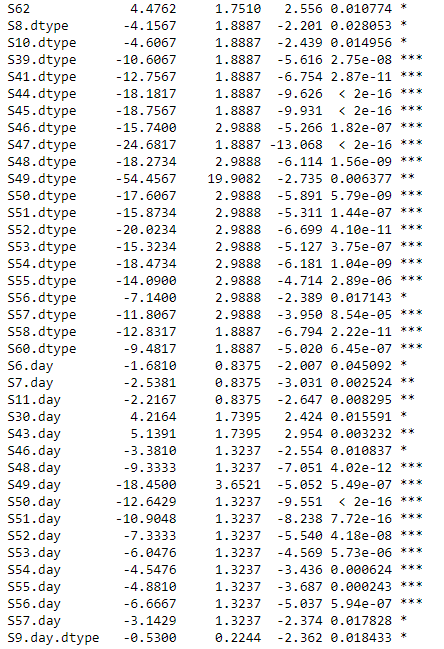 S62 4.4762 1.7510 2.556 0.010774 *
S8.dtype -4.1567 1.8887 -2.201 0.028053 *
S10.dtype -4.6067 1.8887 -2.439 0.014956 *
S39.dtype -10.6067 1.8887 -5.616 2.75e-08 ***
S41.dtype -12.7567 1.8887 -6.754 2.87e-11 ***
S44.dtype -18.1817 1.8887 -9.626 < 2e-16 ***
S45.dtype -18.7567 1.8887 -9.931 < 2e-16 ***
S46.dtype -15.7400 2.9888 -5.266 1.82e-07 ***
S47.dtype -24.6817 1.8887 -13.068 < 2e-16 ***
S48.dtype -18.2734 2.9888 -6.114 1.56e-09 ***
S49.dtype -54.4567 19.9082 -2.735 0.006377 **
S50.dtype -17.6067 2.9888 -5.891 5.79e-09 ***
S51.dtype -15.8734 2.9888 -5.311 1.44e-07 ***
S52.dtype -20.0234 2.9888 -6.699 4.10e-11 ***
S53.dtype -15.3234 2.9888 -5.127 3.75e-07 ***
S54.dtype -18.4734 2.9888 -6.181 1.04e-09 ***
S55.dtype -14.0900 2.9888 -4.714 2.89e-06 ***
S56.dtype -7.1400 2.9888 -2.389 0.017143 *
S57.dtype -11.8067 2.9888 -3.950 8.54e-05 ***
S58.dtype -12.8317 1.8887 -6.794 2.22e-11 ***
S60.dtype -9.4817 1.8887 -5.020 6.45e-07 ***
S6.day -1.6810 0.8375 -2.007 0.045092 *
S7.day -2.5381 0.8375 -3.031 0.002524 **
S11.day -2.2167 0.8375 -2.647 0.008295 **
S30.day 4.2164 1.7395 2.424 0.015591 *
S43.day 5.1391 1.7395 2.954 0.003232 **
S46.day -3.3810 1.3237 -2.554 0.010837 *
S48.day -9.3333 1.3237 -7.051 4.02e-12 ***
S49.day -18.4500 3.6521 -5.052 5.49e-07 ***
S50.day -12.6429 1.3237 -9.551 < 2e-16 ***
S51.day -10.9048 1.3237 -8.238 7.72e-16 ***
S52.day -7.3333 1.3237 -5.540 4.18e-08 ***
S53.day -6.0476 1.3237 -4.569 5.73e-06 ***
S54.day -4.5476 1.3237 -3.436 0.000624 ***
S55.day -4.8810 1.3237 -3.687 0.000243 ***
S56.day -6.6667 1.3237 -5.037 5.94e-07 ***
S57.day -3.1429 1.3237 -2.374 0.017828 *
S9.day.dtype -0.5300 0.2244 -2.362 0.018433 *